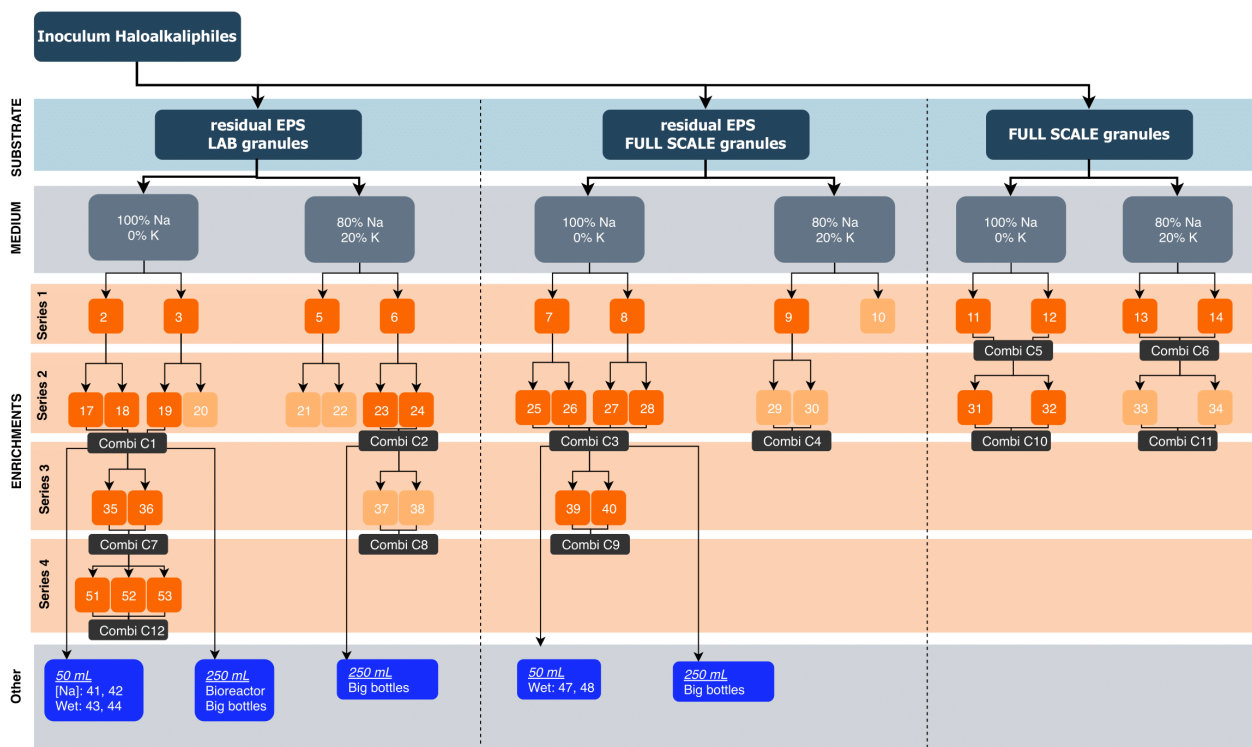 Inoculum Haloalkaliphiles
SUBSTRATE
residual EPS
LAB granules
residual EPS
FULL SCALE granules
FULL SCALE granules
MEDIUM
100% Na
0% K
80% Na
20% K
100% Na
0% K
80% Na
20% K
100% Na
0% K
80% Na
20% K
ENRICHMENTS
Series 1
2
3
5
6
7
8
9
10
11
12
13
14
Combi C5
Combi C6
Series 2
17
18
19
20
21
22
23
24
25
26
27
28
29
30
31
32
33
34
Combi C1
Combi C2
Combi C3
Combi C4
Combi C10
Combi C11
Series 3
35
36
37
38
39
40
Combi C7
Combi C8
Combi C9
Series 4
51
52
53
Combi C12
Other
50 mL
[Na]: 41, 42
Wet: 43, 44
250 mL
Bioreactor
Big bottles
250 mL
Big bottles
50 mL
Wet: 47, 48
250 mL
Big bottles